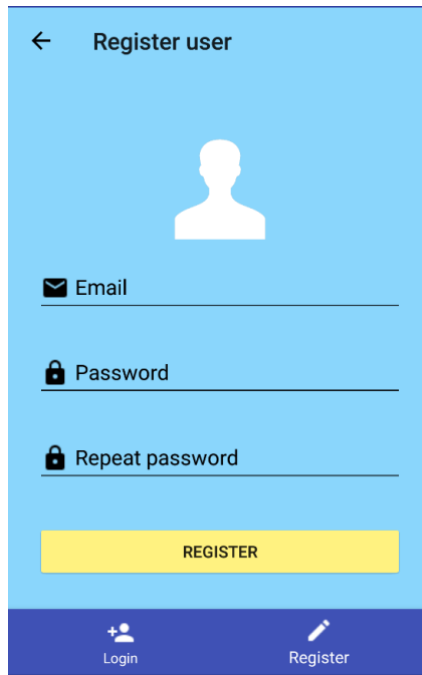 Register user
Email
Password
Repeat password
REGISTER
Login
Register